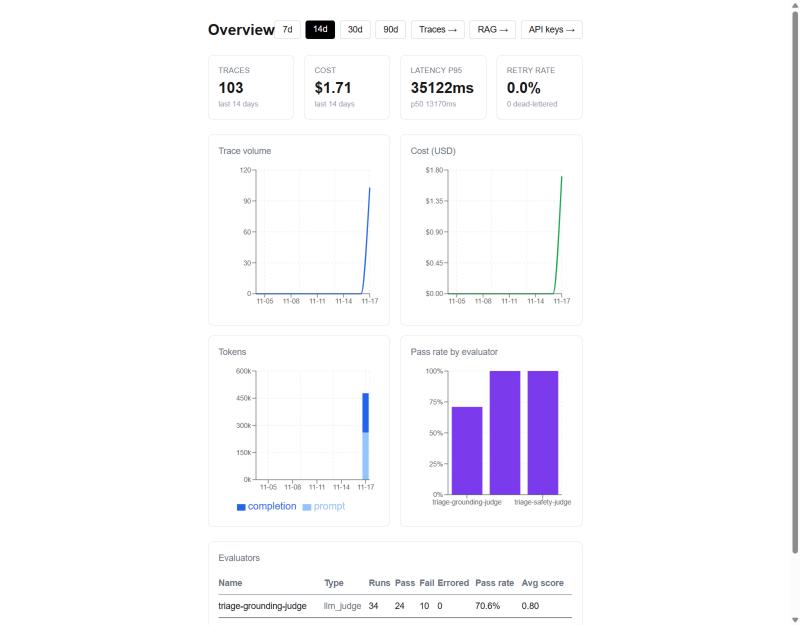 Overview 7d 14d 30d 90d Traces → RAG → API keys →
TRACES COST LATENCY P95 RETRY RATE
103 $1.71 35122ms 0.0%
last 14 days last 14 days p50 13170ms 0 dead-lettered
Trace volume
120
90
60
30
0
11-05 11-08 11-11 11-14 11-17
Cost (USD)
$1.80
$1.35
$0.90
$0.45
$0.00
11-05 11-08 11-11 11-14 11-17
Tokens
600k
450k
300k
150k
0k
11-05 11-08 11-11 11-14 11-17
completion prompt
Pass rate by evaluator
100%
75%
50%
25%
0%
triage-grounding-judge triage-safety-judge
Evaluators
Name Type Runs Pass Fail Errored Pass rate Avg score
triage-grounding-judge llm_judge 34 24 10 0 70.6% 0.80